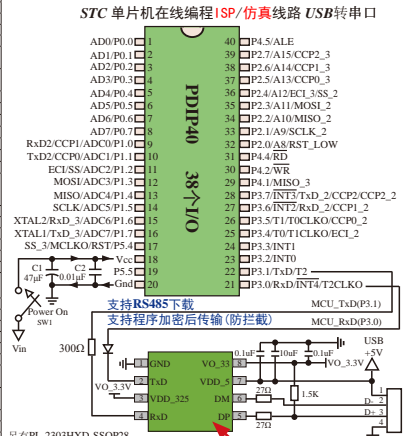 STC 单片机在线编程ISP/仿真线路 USB转串口
AD0/P0.0 1 40 P4.5/ALE
AD1/P0.1 2 39 P2.7/A15/CCP2_3
AD2/P0.2 3 38 P2.6/A14/CCP1_3
AD3/P0.3 4 37 P2.5/A13/CCP0_3
AD4/P0.4 5 36 P2.4/A12/ECI_3/SS_2
AD5/P0.5 6 35 P2.3/A11/MOSI_2
AD6/P0.6 7 34 P2.2/A10/MISO_2
AD7/P0.7 8 33 P2.1/A9/SCLK_2
RxD2/CCP1/ADC0/P1.0 9 32 P2.0/A8/RST_LOW
TxD2/CCP0/ADC1/P1.1 10 31 P4.4/RD
ECI/SS/ADC2/P1.2 11 30 P4.2/WR
MOSI/ADC3/P1.3 12 29 P4.1/MISO_3
MISO/ADC4/P1.4 13 28 P3.7/INT3/TxD_2/CCP2/CCP2_2
SCLK/ADC5/P1.5 14 27 P3.6/INT2/RxD_2/CCP1_2
XTAL2/RxD_3/ADC6/P1.6 15 26 P3.5/T1/T0CLKO/CCP0_2
XTAL1/TxD_3/ADC7/P1.7 16 25 P3.4/T0/T1CLKO/ECI_2
SS_3/MCLKO/RST/P5.4 17 24 P3.3/INT1
Vcc 18 23 P3.2/INT0
P5.5 19 22 P3.1/TxD/T2
Gnd 20 21 P3.0/RxD/INT4/T2CLKO
PDIP40 38个I/O
C1
47μF
C2
0.01μF
Power On
SW1
Vin
支持RS485下载
支持程序加密后传输(防拦截)
MCU_TxD(P3.1)
MCU_RxD(P3.0)
300Ω
0.1uF 10uF 0.1uF
USB
+5V
VO_3.3V
1 GND VO_33 8
2 TxD VDD_5 7
3 VDD_325 DM 6
4 RxD DP 5
VO_3.3V
27Ω
27Ω
1.5K
D-
D+
1
2
3
4